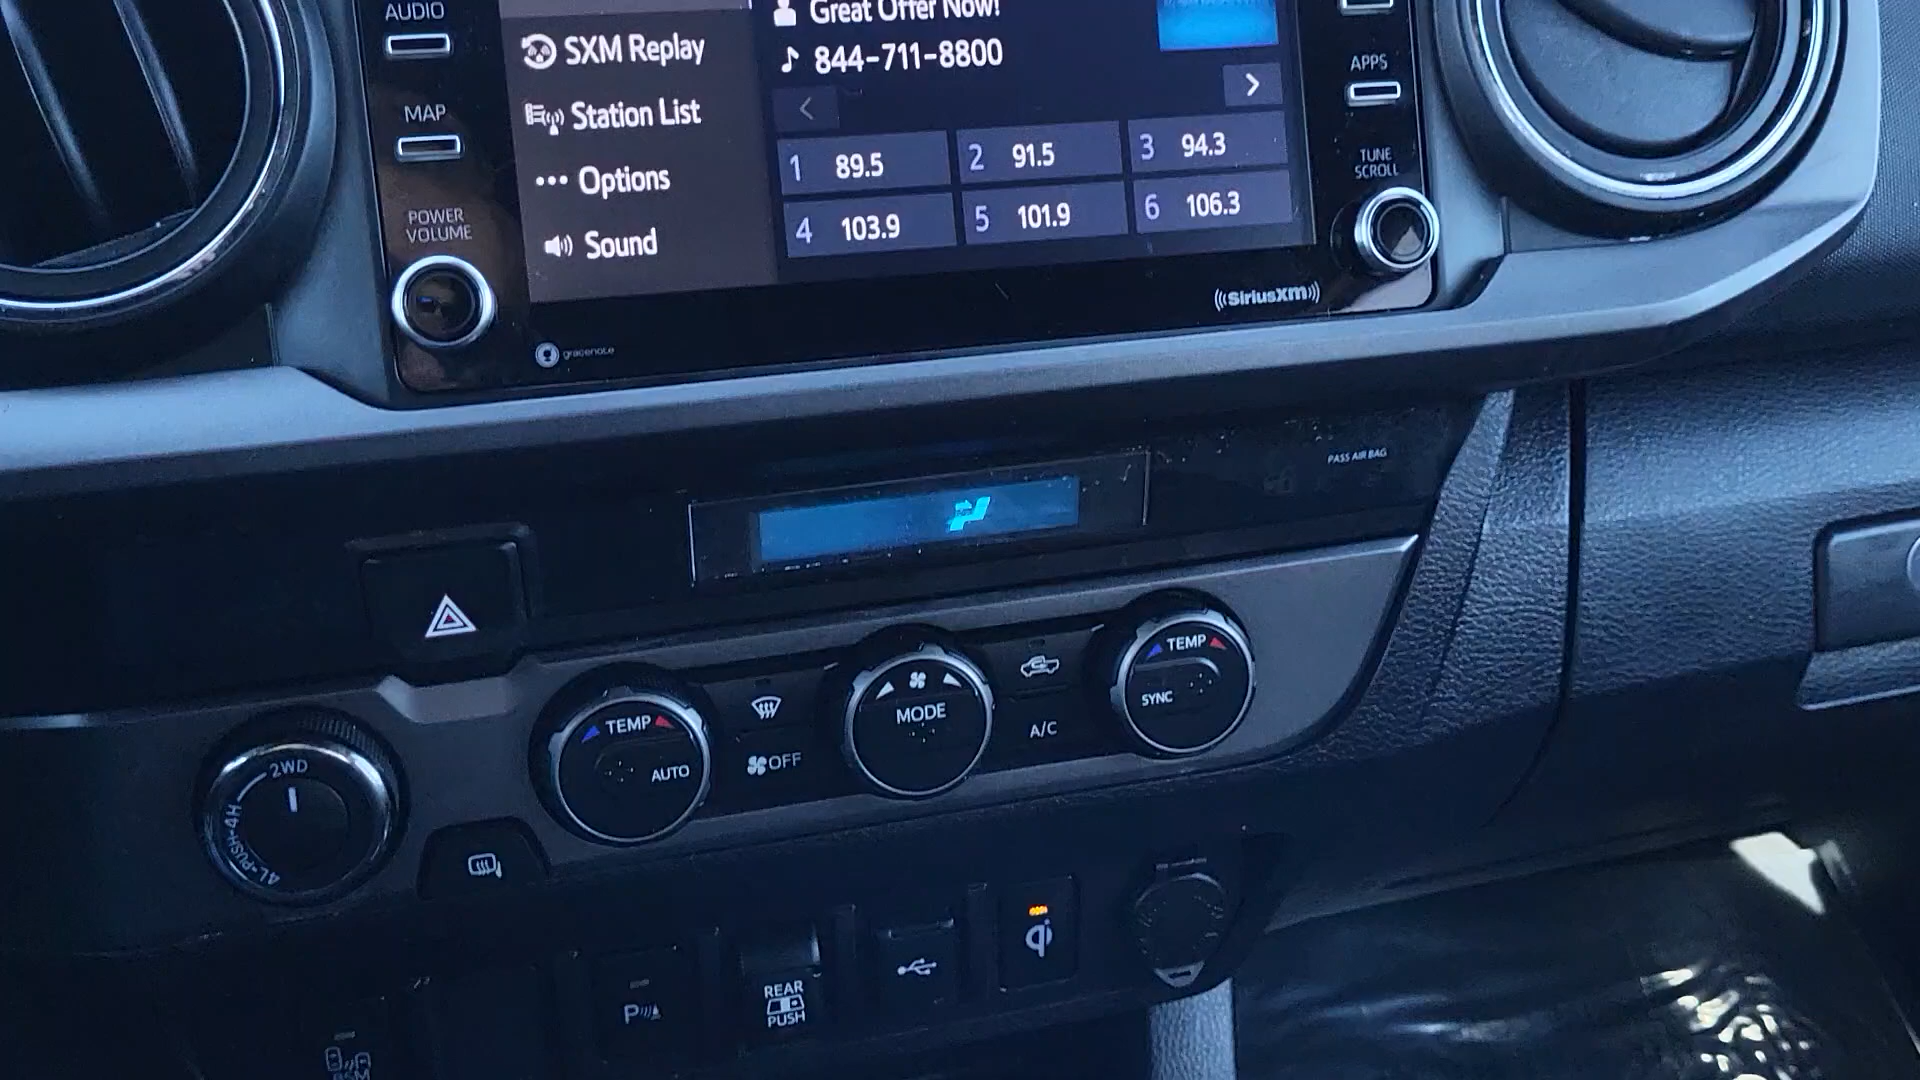 AUDIO
MAP
POWER
VOLUME
SXM Replay
Station List
Options
Sound
Great Offer Now!
844-711-8800
1 89.5
2 91.5
3 94.3
4 103.9
5 101.9
6 106.3
APPS
TUNE
SCROLL
SiriusXM
gracenote
PASS AIR BAG
2WD
4L-PUSH-4H
TEMP
AUTO
OFF
MODE
A/C
TEMP
SYNC
P
REAR
PUSH
qi
BSM